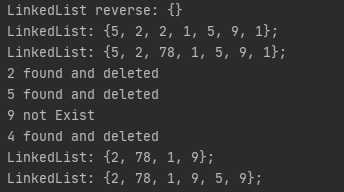 LinkedList reverse: {}
LinkedList: {5, 2, 2, 1, 5, 9, 1};
LinkedList: {5, 2, 78, 1, 5, 9, 1};
2 found and deleted
5 found and deleted
9 not Exist
4 found and deleted
LinkedList: {2, 78, 1, 9};
LinkedList: {2, 78, 1, 9, 5, 9};